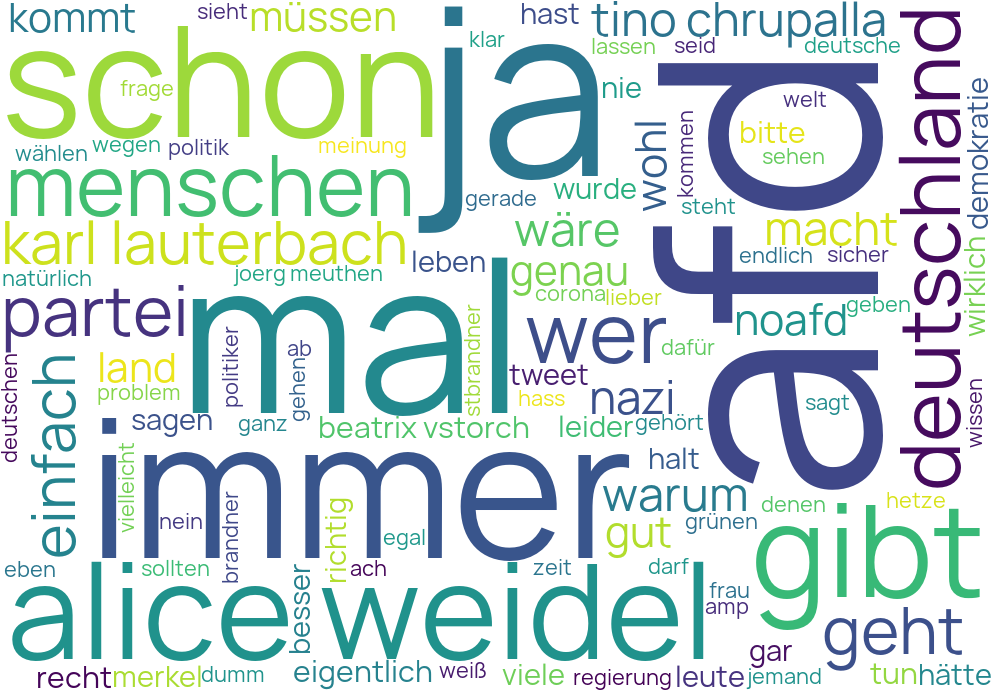 kommt
sieht
müssen
hast
tino chrupalla
schon
ja
klar
lassen
seid
deutsche
frage
nie
welt
afd
deutschland
demokratie
wählen
wegen
politik
meinung
wohl
kommen
bitte
sehen
menschen
gerade
wurde
steht
karl lauterbach
wäre
macht
natürlich
joerg meuthen
leben
genau
endlich
sicher
wirklich
partei
mal
corona
lieber
geben
wer
noafd
dafür
deutschen
einfach
land
problem
politiker
ab
gehen
stbrandner
tweet
hass
nazi
sagt
wissen
sagen
ganz
beatrix vstorch
leider
gehört
immer
halt
vielleicht
nein
brandner
richtig
egal
warum
denen
hetze
gut
grünen
gibt
eben
sollten
ach
zeit
darf
alice weidel
besser
frau
amp
geht
gar
recht
merkel
dumm
eigentlich
weiß
viele
regierung
leute
jemand
tun
hätte